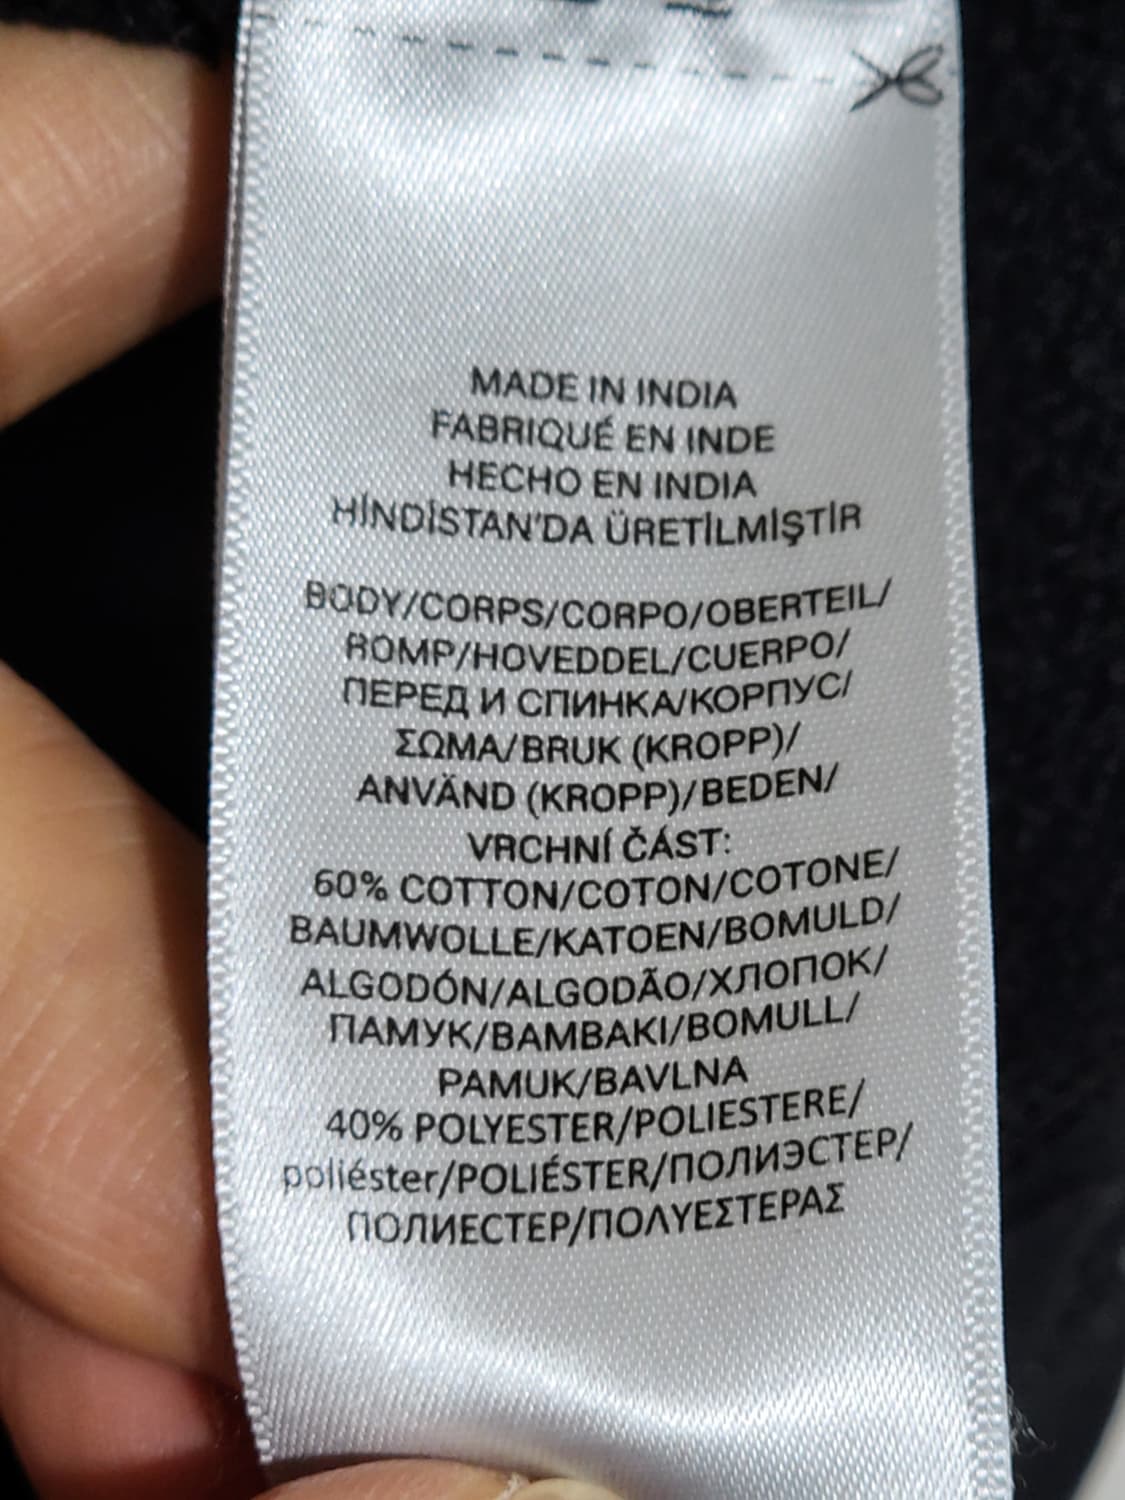 MADE IN INDIA
FABRIQUÉ EN INDE
HECHO EN INDIA
HİNDİSTAN'DA ÜRETİLMİŞTİR
BODY/CORPS/CORPO/OBERTEIL/
ROMP/HOVEDDEL/CUERPO/
ПЕРЕД И СПИНКА/КОРПУС/
ΣΩΜΑ/BRUK (KROPP)/
ANVÄND (KROPP)/BEDEN/
VRCHNÍ ČÁST:
60% COTTON/COTON/COTONE/
BAUMWOLLE/KATOEN/BOMULD/
ALGODÓN/ALGODÃO/ХЛОПОК/
ПАМУК/BAMBAKI/BOMULL/
PAMUK/BAVLNA
40% POLYESTER/POLIESTERE/
poliéster/POLIÉSTER/ПОЛИЭСТЕР/
ПОЛИЕСТЕР/ΠΟΛΥΕΣΤΕΡΑΣ